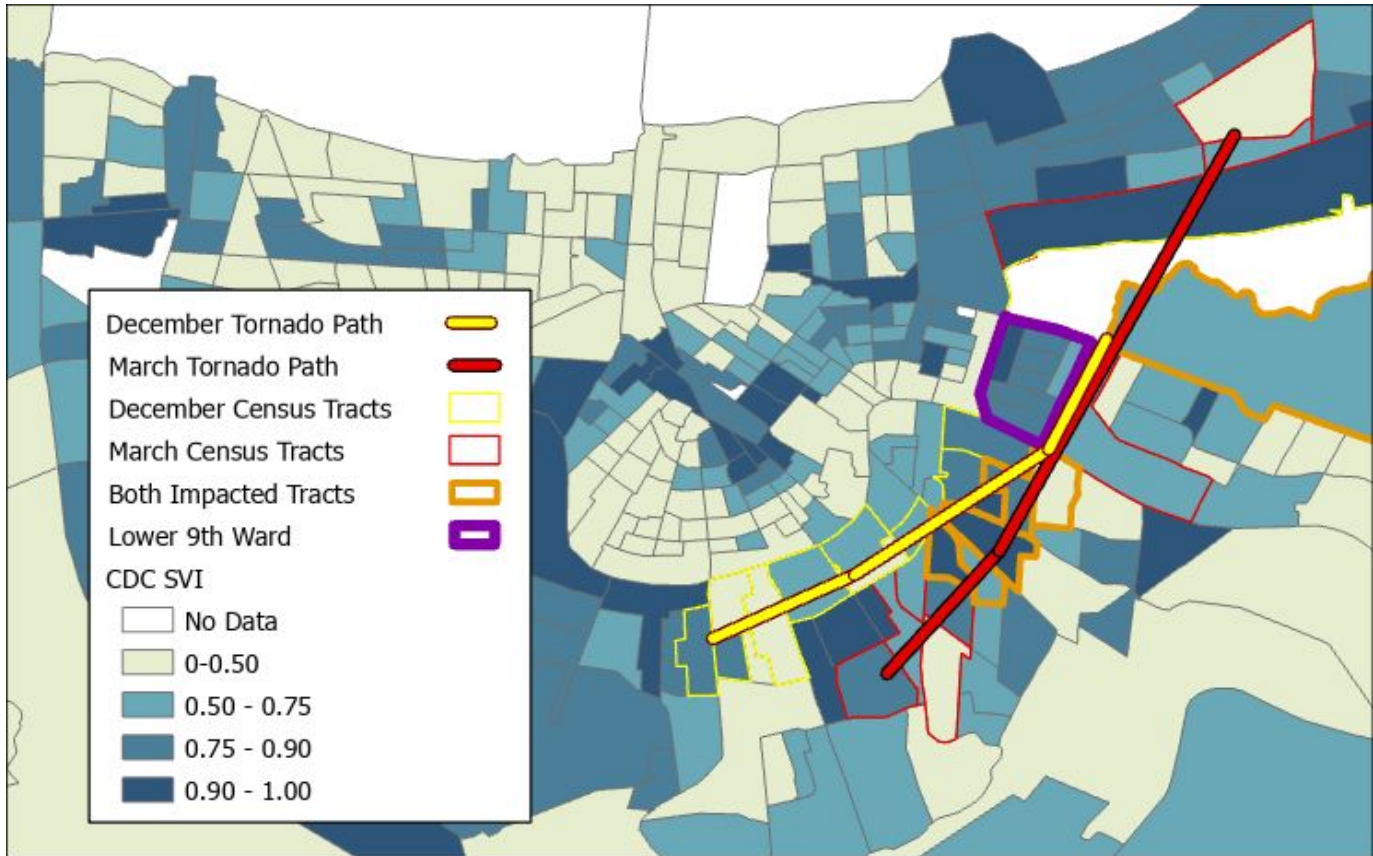 December Tornado Path
March Tornado Path
December Census Tracts
March Census Tracts
Both Impacted Tracts
Lower 9th Ward
CDC SVI
No Data
0-0.50
0.50 - 0.75
0.75 - 0.90
0.90 - 1.00